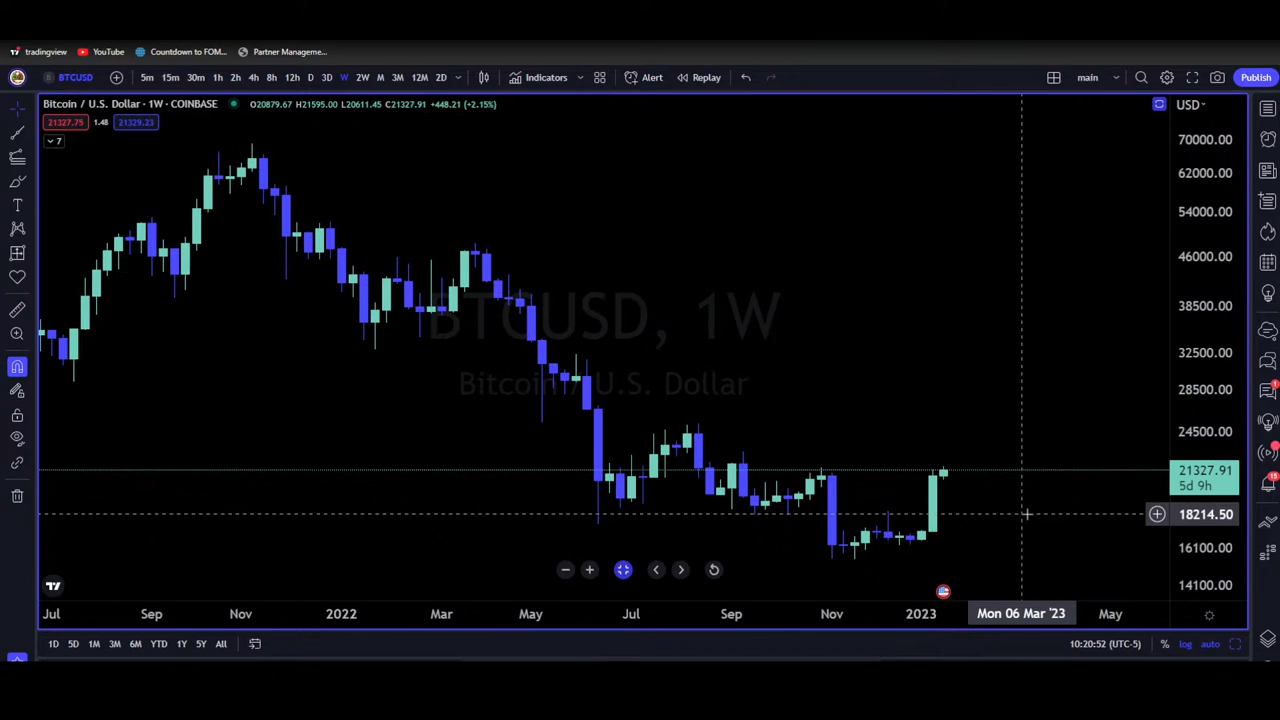 tradingview YouTube Countdown to FOM... Partner Manageme...
BTCUSD 5m 15m 30m 1h 2h 4h 8h 12h D 3D W 2W M 3M 12M 2D Indicators Alert Replay main Publish
Bitcoin / U.S. Dollar · 1W · COINBASE O20879.67 H21595.00 L20611.45 C21327.91 +448.21 (+2.15%) USD
21327.75 1.48 21329.23
7
70000.00
62000.00
54000.00
46000.00
BTCUSD, 1W
38500.00
32500.00
Bitcoin / U.S. Dollar
28500.00
24500.00
21327.91
5d 9h
18214.50
16100.00
14100.00
Jul Sep Nov 2022 Mar May Jul Sep Nov 2023 Mon 06 Mar '23 May
1D 5D 1M 3M 6M YTD 1Y 5Y All 10:20:52 (UTC-5) % log auto
1
15